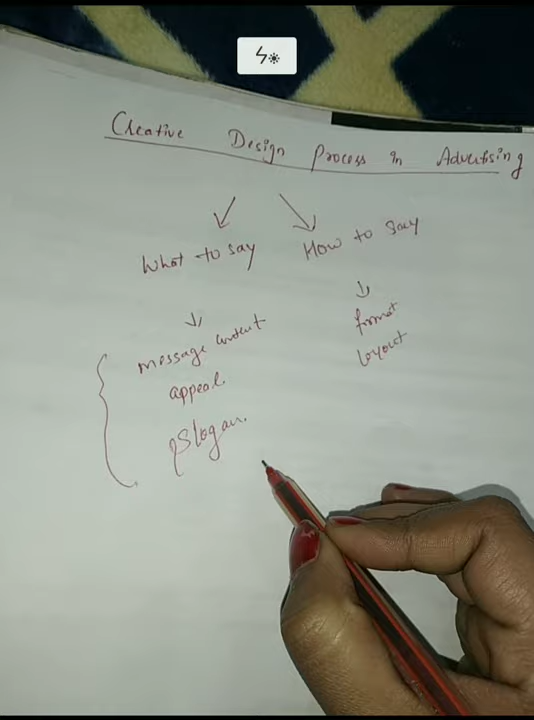 Creative Design Process in Advertising
What to say
How to say
message content
appeal.
Slogan.
format
layout